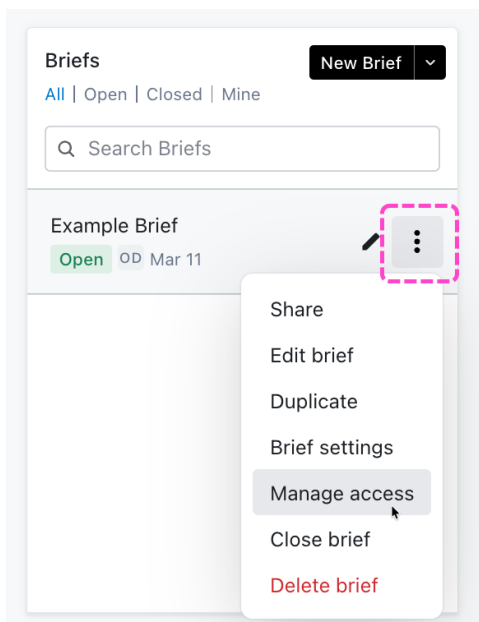 Briefs
New Brief
All | Open | Closed | Mine
Search Briefs
Example Brief
Open OD Mar 11
Share
Edit brief
Duplicate
Brief settings
Manage access
Close brief
Delete brief